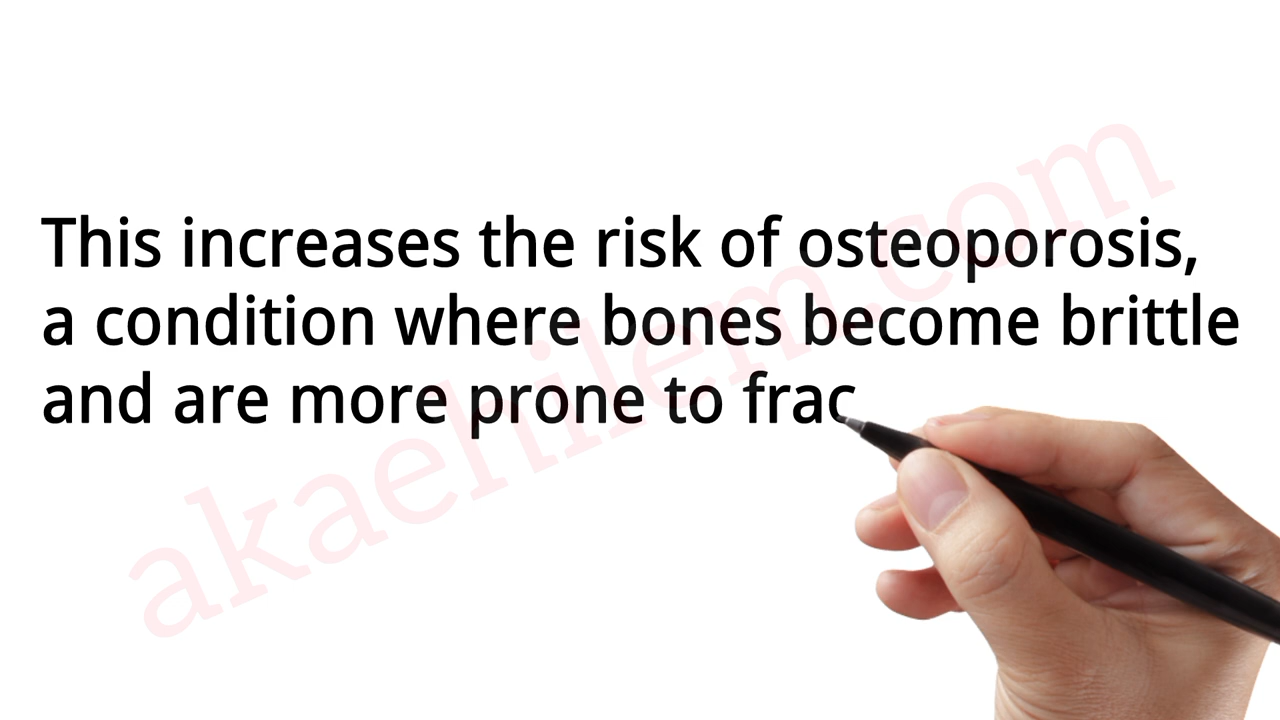 This increases the risk of osteoporosis,
a condition where bones become brittle
and are more prone to frac
akaehilem.com